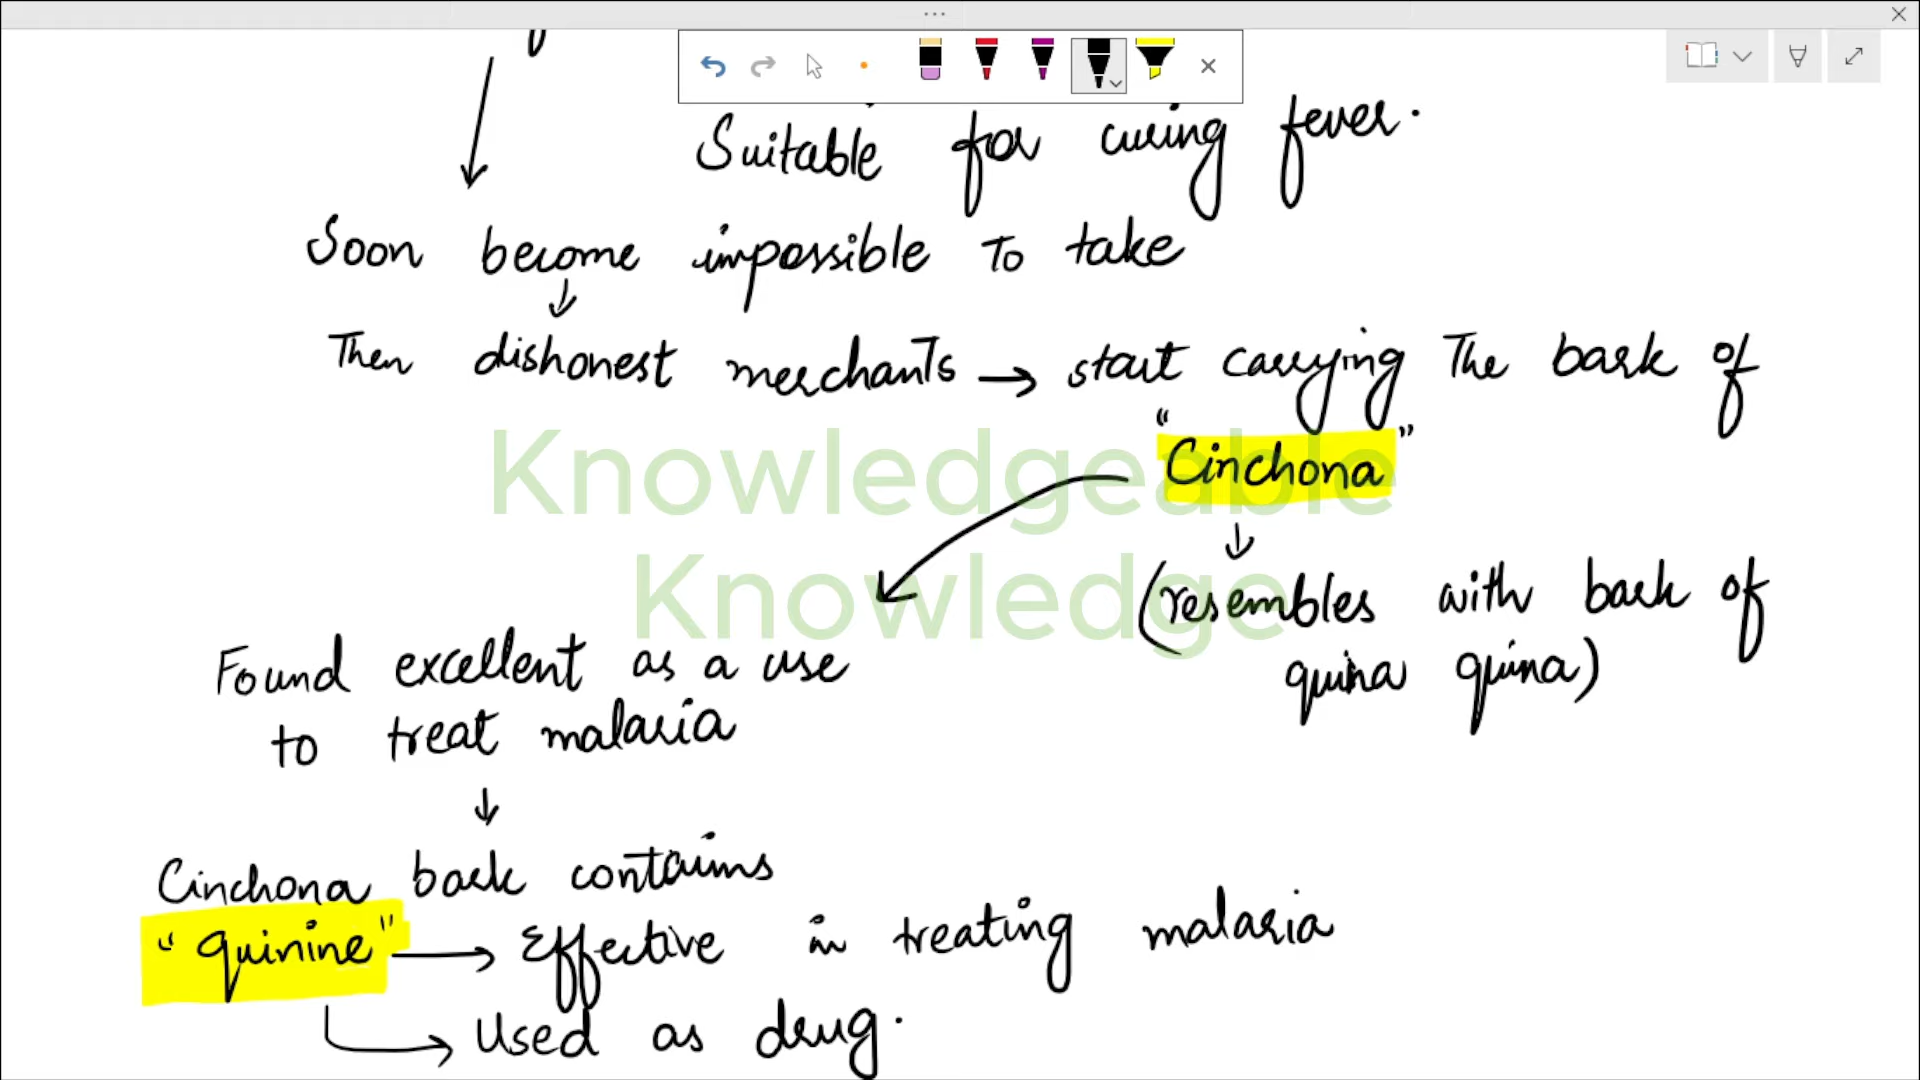 Suitable for curing fever.
Soon become impossible to take
Then dishonest merchants → start carrying The bark of
"Cinchona"
(resembles with bark of
quina quina)
Found excellent as a use
to treat malaria
Cinchona bark contains
"quinine" → Effective in treating malaria
Used as drug.
Knowledgeable
Knowledge